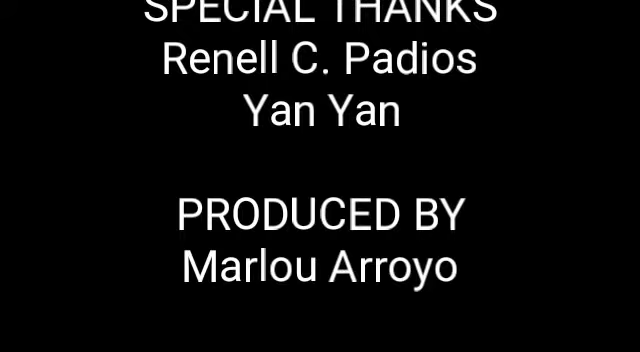 SPECIAL THANKS
Renell C. Padios
Yan Yan
PRODUCED BY
Marlou Arroyo